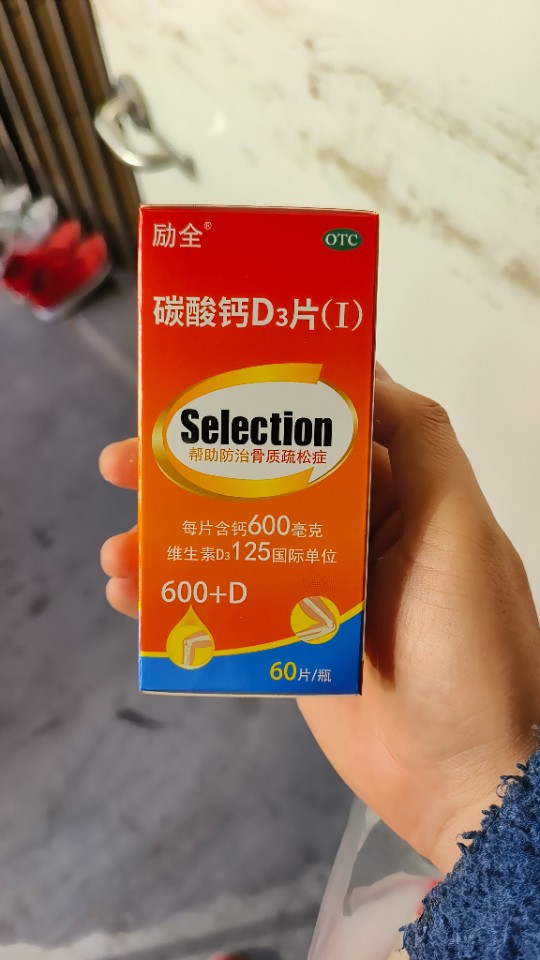 励全®
OTC
碳酸钙D3片(I)
Selection
帮助防治骨质疏松症
每片含钙600毫克
维生素D3125国际单位
600+D
60片/瓶